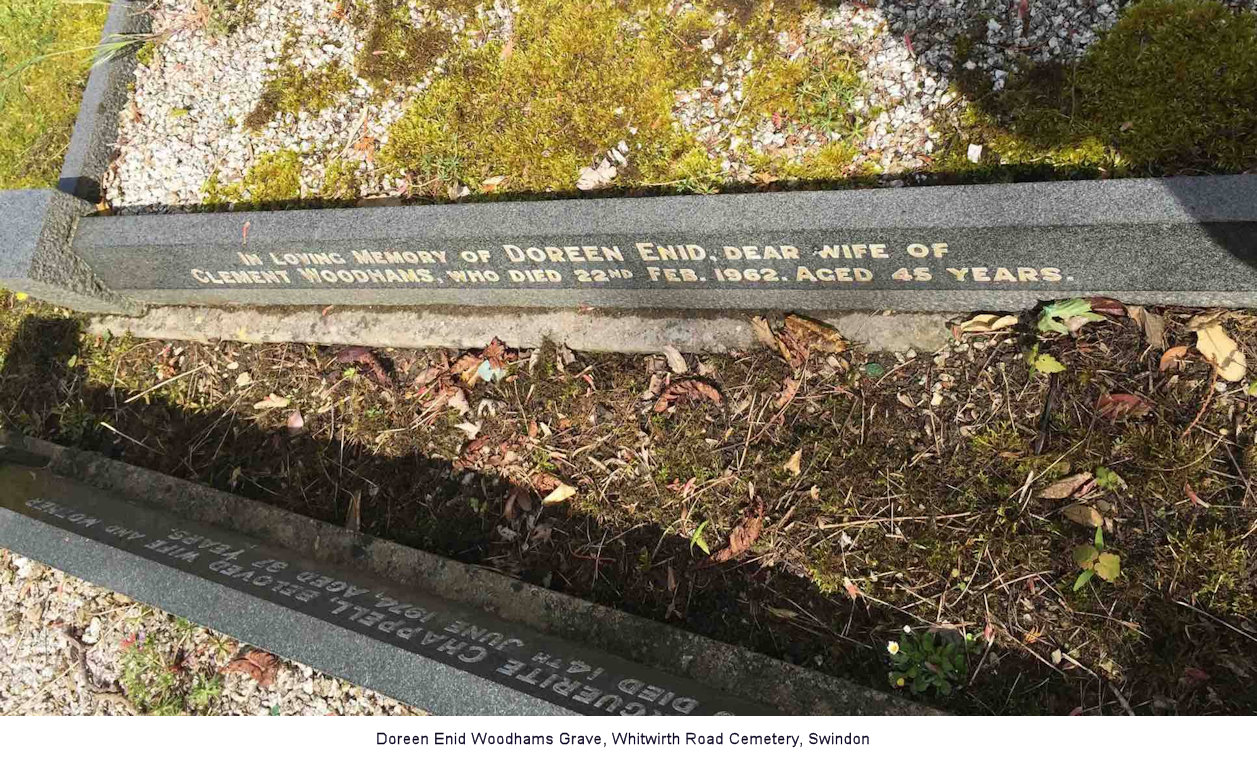 IN LOVING MEMORY OF DOREEN ENID, DEAR WIFE OF
CLEMENT WOODHAMS, WHO DIED 22ND FEB. 1962. AGED 45 YEARS.
GUERITE CHAPPELL BELOVED WIFE AND MOTHER
DIED 14TH JUNE 1974, AGED 37 YEARS.
Doreen Enid Woodhams Grave, Whitwirth Road Cemetery, Swindon